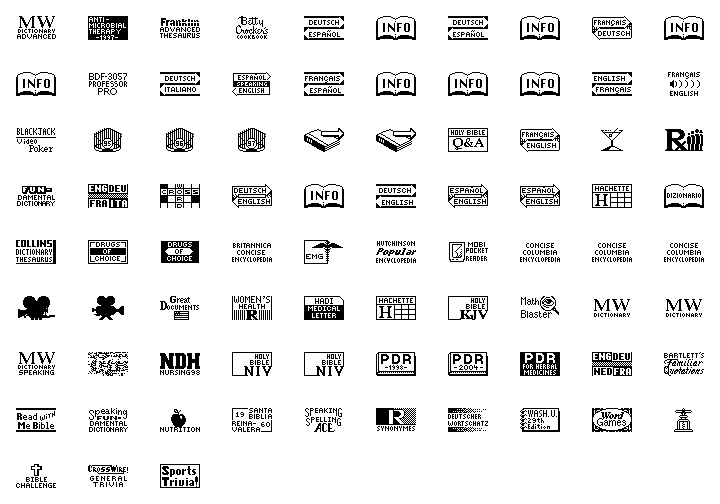 MW
DICTIONARY
ADVANCED
ANTI-
MICROBIAL
THERAPY
-1997-
Franklin
ADVANCED
THESAURUS
Betty
Crocker's
COOKBOOK
DEUTSCH
ESPAÑOL
INFO
DEUTSCH
ESPAÑOL
INFO
FRANÇAIS
DEUTSCH
INFO
INFO
BDF-3057
PROFESSOR
PRO
DEUTSCH
ITALIANO
ESPAÑOL
SPEAKING
ENGLISH
FRANÇAIS
ESPAÑOL
INFO
INFO
INFO
ENGLISH
FRANÇAIS
FRANÇAIS
ENGLISH
BLACKJACK
Video
Poker
95
96
97
HOLY BIBLE
Q&A
FRANÇAIS
ENGLISH
Rx
FUN-
DAMENTAL
DICTIONARY
ENG DEU
FRA ITA
CROSS
WORD
DEUTSCH
ENGLISH
INFO
DEUTSCH
ENGLISH
ESPAÑOL
ENGLISH
ESPAÑOL
ENGLISH
HACHETTE
H
DIZIONARIO
COLLINS
DICTIONARY
THESAURUS
DRUGS
OF
CHOICE
DRUGS
OF
CHOICE
BRITANNICA
CONCISE
ENCYCLOPEDIA
EMG
HUTCHINSON
Popular
ENCYCLOPEDIA
MOBI
POCKET
READER
CONCISE
COLUMBIA
ENCYCLOPEDIA
CONCISE
COLUMBIA
ENCYCLOPEDIA
CONCISE
COLUMBIA
ENCYCLOPEDIA
Great
DOCUMENTS
WOMEN'S
HEALTH
R
HADI
MEDICAL
LETTER
HACHETTE
H
HOLY
BIBLE
KJV
Math
Blaster
MW
DICTIONARY
MW
DICTIONARY
MW
DICTIONARY
SPEAKING
NDH
NURSING98
HOLY
BIBLE
NIV
HOLY
BIBLE
NIV
PDR
-1998-
PDR
-2004-
PDR
FOR HERBAL
MEDICINES
ENG DEU
NED FRA
BARTLETT'S
Familiar
Quotations
Read with
Me Bible
Speaking
FUN-
DAMENTAL
DICTIONARY
NUTRITION
19 SANTA
BIBLIA
REINA- 60
VALERA
SPEAKING
SPELLING
ACE
R
SYNONYMES
DEUTSCHER
WORTSCHATZ
WASH. U.
29th
Edition
Word
Games
BIBLE
CHALLENGE
CROSSWIRE!
GENERAL
TRIVIA
Sports
Trivia!